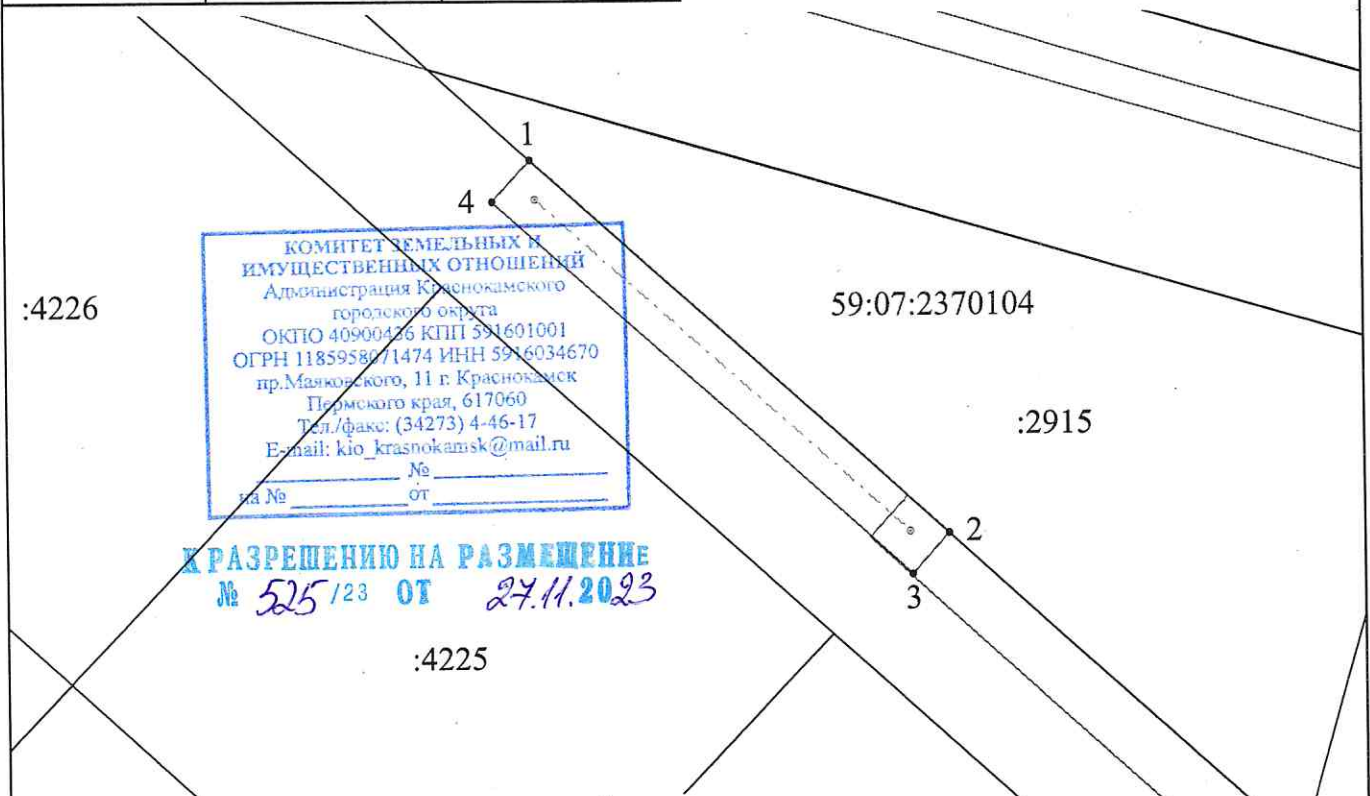 1
4
КОМИТЕТ ЗЕМЕЛЬНЫХ И
ИМУЩЕСТВЕННЫХ ОТНОШЕНИЙ
Администрация Краснокамского
городского округа
ОКПО 40900436 КПП 591601001
ОГРН 1185958071474 ИНН 5916034670
пр.Маяковского, 11 г. Краснокамск
Пермского края, 617060
Тел./факс: (34273) 4-46-17
E-mail: kio_krasnokamsk@mail.ru
№
на № от
:4226
59:07:2370104
:2915
2
3
К РАЗРЕШЕНИЮ НА РАЗМЕЩЕНИЕ
№ 525/23 ОТ 27.11.2023
:4225